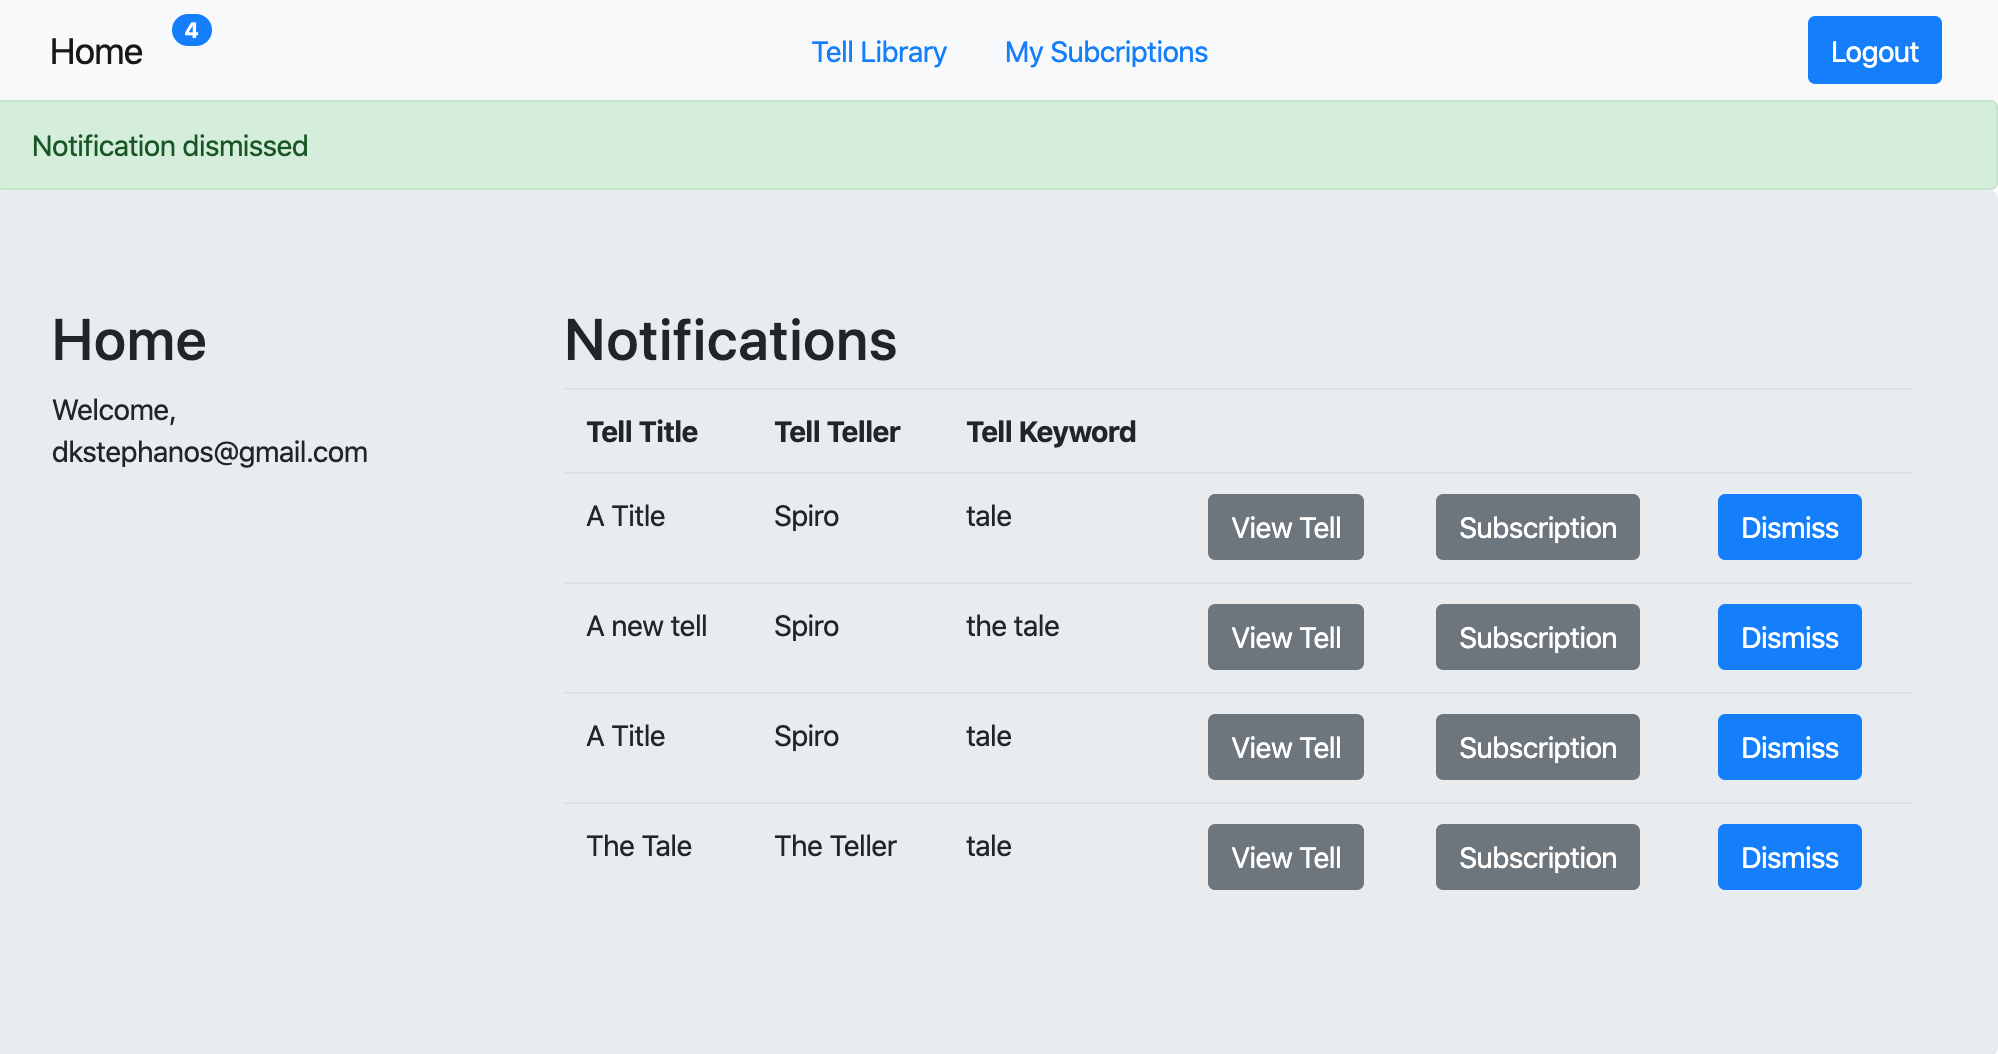 Home 4 Tell Library My Subcriptions Logout
Notification dismissed
Home
Welcome,
dkstephanos@gmail.com
Notifications
Tell Title Tell Teller Tell Keyword
A Title Spiro tale View Tell Subscription Dismiss
A new tell Spiro the tale View Tell Subscription Dismiss
A Title Spiro tale View Tell Subscription Dismiss
The Tale The Teller tale View Tell Subscription Dismiss